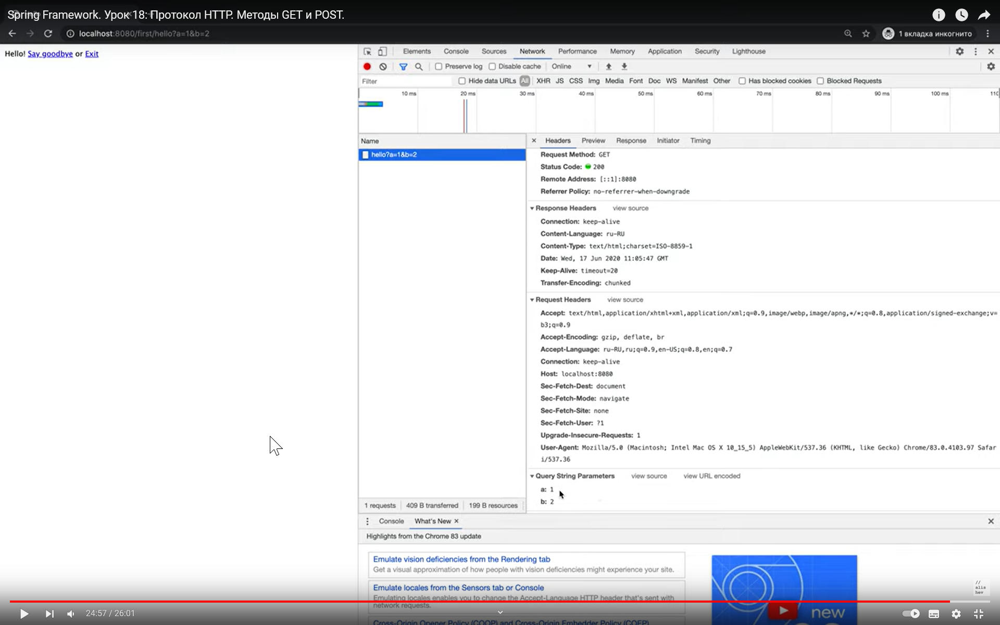 Spring Framework. Урок 18: Протокол HTTP. Методы GET и POST.
localhost:8080/first/hello?a=1&b=2
1 вкладка инкогнито
Hello! Say goodbye or Exit
Elements Console Sources Network Performance Memory Application Security Lighthouse
Preserve log Disable cache Online
Filter Hide data URLs All XHR JS CSS Img Media Font Doc WS Manifest Other Has blocked cookies Blocked Requests
10 ms 20 ms 30 ms 40 ms 50 ms 60 ms 70 ms 80 ms 90 ms 100 ms 110
Name
hello?a=1&b=2
× Headers Preview Response Initiator Timing
Request Method: GET
Status Code: 200
Remote Address: [::1]:8080
Referrer Policy: no-referrer-when-downgrade
Response Headers view source
Connection: keep-alive
Content-Language: ru-RU
Content-Type: text/html;charset=ISO-8859-1
Date: Wed, 17 Jun 2020 11:05:47 GMT
Keep-Alive: timeout=20
Transfer-Encoding: chunked
Request Headers view source
Accept: text/html,application/xhtml+xml,application/xml;q=0.9,image/webp,image/apng,*/*;q=0.8,application/signed-exchange;v=
b3;q=0.9
Accept-Encoding: gzip, deflate, br
Accept-Language: ru-RU,ru;q=0.9,en-US;q=0.8,en;q=0.7
Connection: keep-alive
Host: localhost:8080
Sec-Fetch-Dest: document
Sec-Fetch-Mode: navigate
Sec-Fetch-Site: none
Sec-Fetch-User: ?1
Upgrade-Insecure-Requests: 1
User-Agent: Mozilla/5.0 (Macintosh; Intel Mac OS X 10_15_5) AppleWebKit/537.36 (KHTML, like Gecko) Chrome/83.0.4103.97 Safar
i/537.36
Query String Parameters view source view URL encoded
a: 1
b: 2
1 requests 409 B transferred 199 B resources
Console What's New ×
Highlights from the Chrome 83 update
Emulate vision deficiencies from the Rendering tab
Get a visual approximation of how people with vision deficiencies might experience your site.
Emulate locales from the Sensors tab or Console
Emulating locales enables you to change the Accept-Language HTTP header that's sent with
network requests.
Cross-Origin Opener Policy (COOP) and Cross-Origin Embedder Policy (COEP)
new
//
alis
hev
24:57 / 26:01